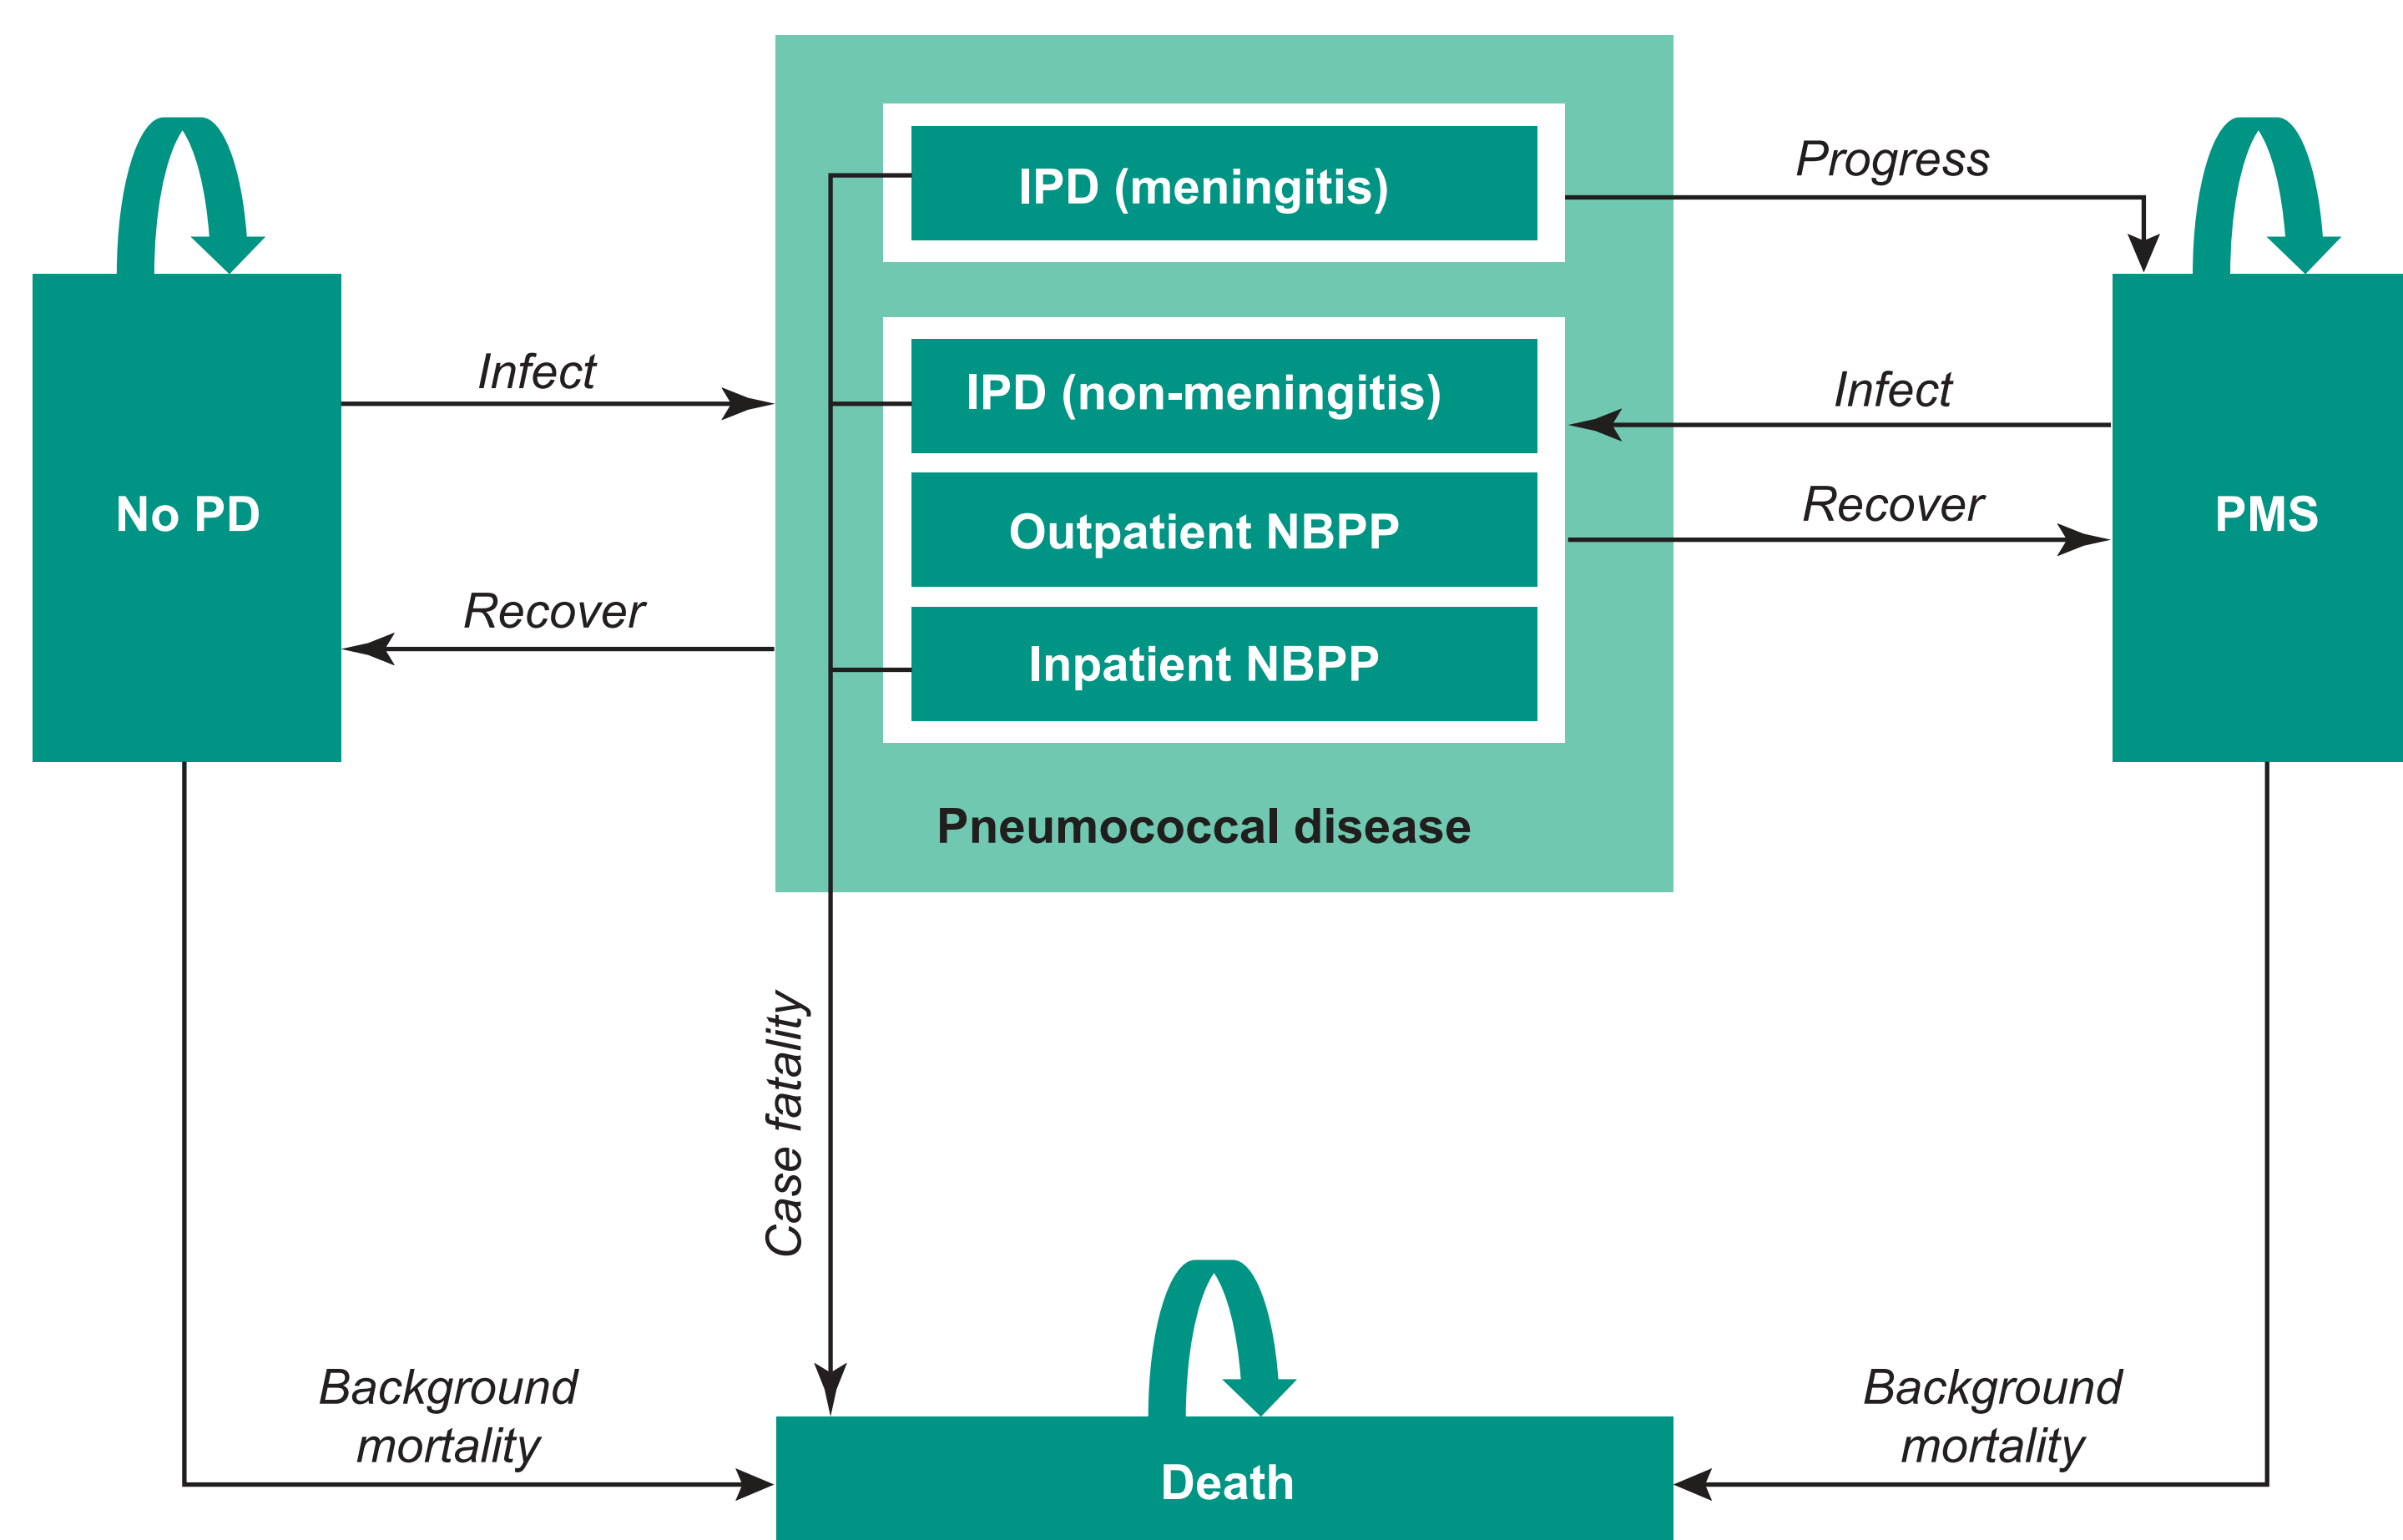 IPD (meningitis)
Progress
Infect
IPD (non-meningitis)
Infect
No PD
Outpatient NBPP
Recover
PMS
Recover
Inpatient NBPP
Pneumococcal disease
Case fatality
Background
mortality
Background
mortality
Death